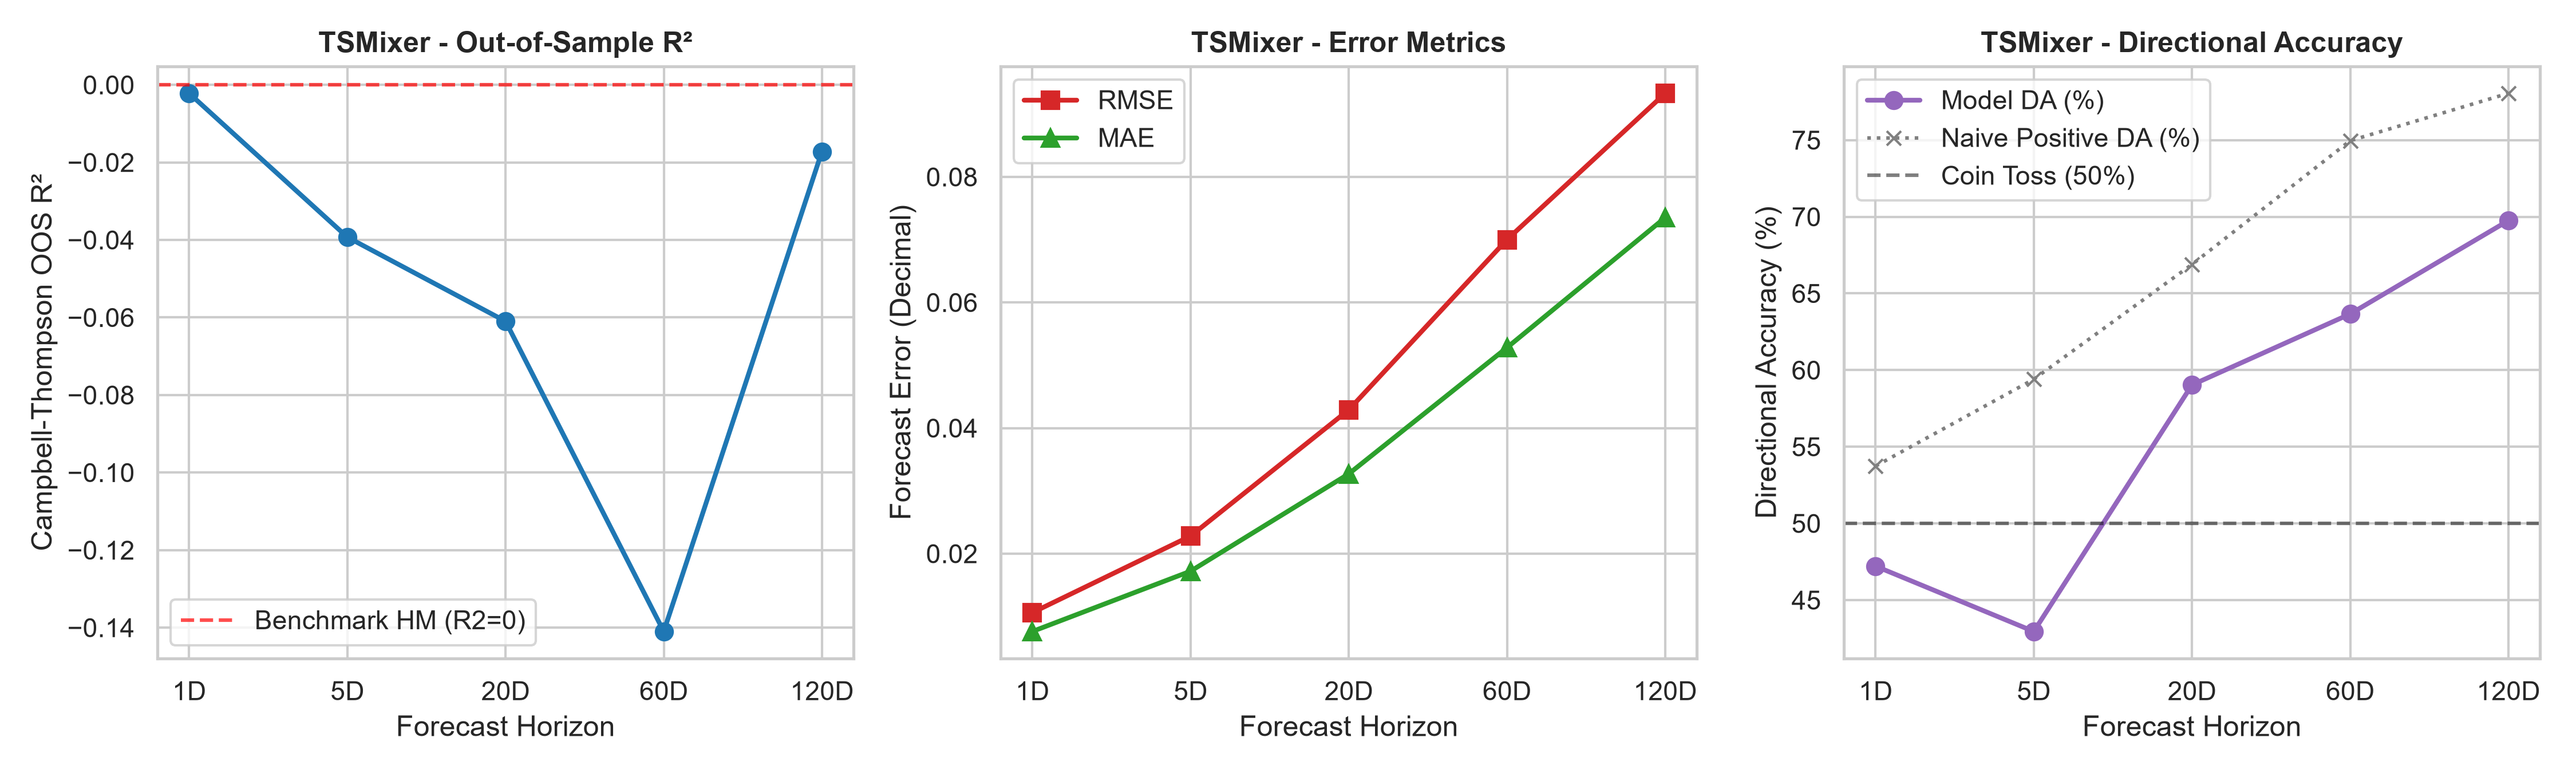 TSMixer - Out-of-Sample R²
Campbell-Thompson OOS R²
0.00
−0.02
−0.04
−0.06
−0.08
−0.10
−0.12
−0.14
Benchmark HM (R2=0)
1D 5D 20D 60D 120D
Forecast Horizon
TSMixer - Error Metrics
Forecast Error (Decimal)
RMSE
MAE
0.08
0.06
0.04
0.02
1D 5D 20D 60D 120D
Forecast Horizon
TSMixer - Directional Accuracy
Directional Accuracy (%)
Model DA (%)
Naive Positive DA (%)
Coin Toss (50%)
75
70
65
60
55
50
45
1D 5D 20D 60D 120D
Forecast Horizon